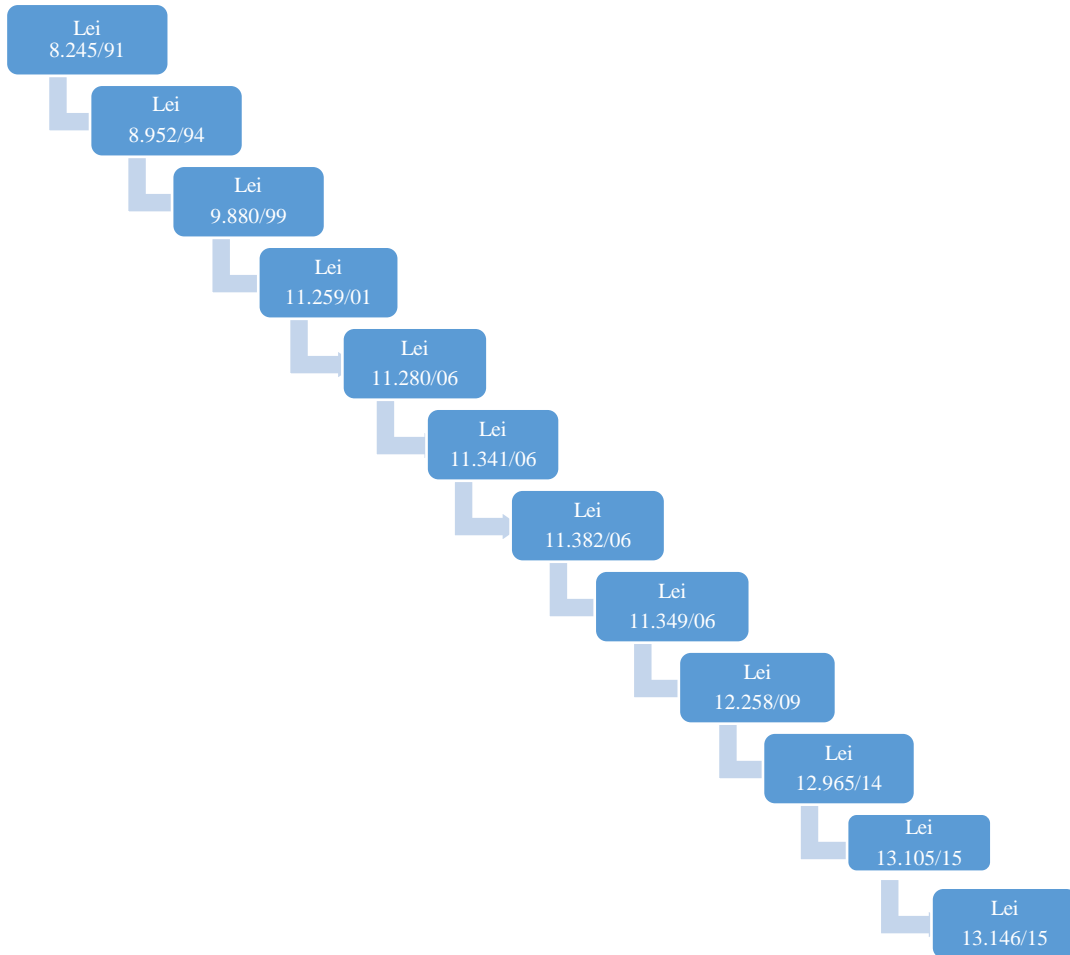 Lei
8.245/91
Lei
8.952/94
Lei
9.880/99
Lei
11.259/01
Lei
11.280/06
Lei
11.341/06
Lei
11.382/06
Lei
11.349/06
Lei
12.258/09
Lei
12.965/14
Lei
13.105/15
Lei
13.146/15